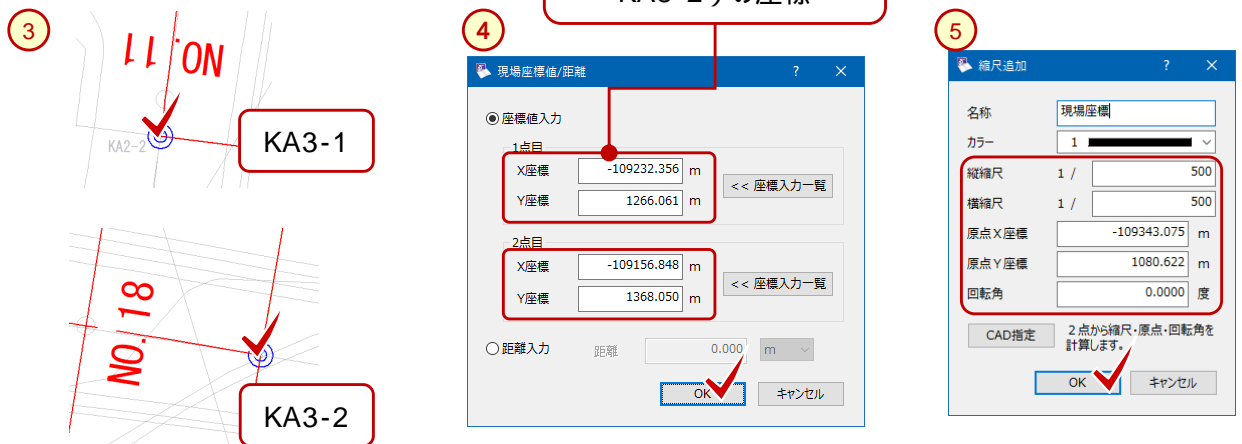 ③
NO.11
KA2-2
KA3-1
NO.18
KA3-2
④
現場座標値/距離 ? ×
座標値入力
1点目
X座標 -109232.356 m
Y座標 1266.061 m
<< 座標入力一覧
2点目
X座標 -109156.848 m
Y座標 1368.050 m
<< 座標入力一覧
距離入力 距離 0.000 m
OK キャンセル
⑤
縮尺追加 ? ×
名称 現場座標
カラー 1
縦縮尺 1 / 500
横縮尺 1 / 500
原点X座標 -109343.075 m
原点Y座標 1080.622 m
回転角 0.0000 度
CAD指定 2点から縮尺・原点・回転角を
計算します。
OK キャンセル